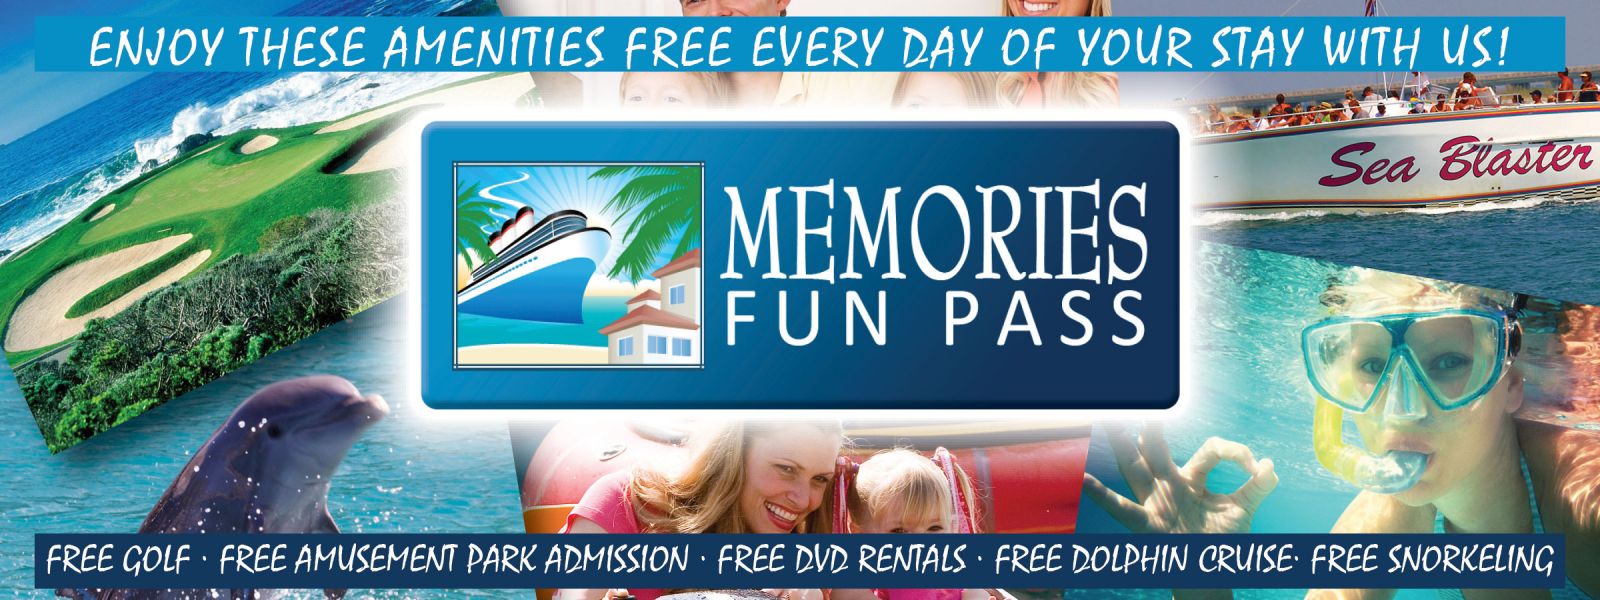 ENJOY THESE AMENITIES FREE EVERY DAY OF YOUR STAY WITH US!
Sea Blaster
MEMORIES
FUN PASS
FREE GOLF · FREE AMUSEMENT PARK ADMISSION · FREE DVD RENTALS · FREE DOLPHIN CRUISE· FREE SNORKELING